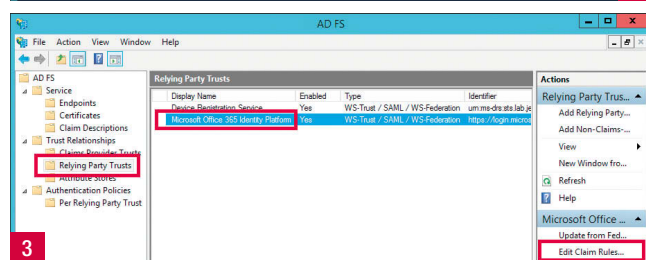 AD FS
File Action View Window Help
AD FS
Service
Endpoints
Certificates
Claim Descriptions
Trust Relationships
Claims Provider Trusts
Relying Party Trusts
Attribute Stores
Authentication Policies
Per Relying Party Trust
Relying Party Trusts
Display Name Enabled Type Identifier
Device Registration Service Yes WS-Trust / SAML / WS-Federation urn:ms-drs:sts.lab.je
Microsoft Office 365 Identity Platform Yes WS-Trust / SAML / WS-Federation https://login.micros
Actions
Relying Party Trus...
Add Relying Party...
Add Non-Claims-...
View
New Window fro...
Refresh
Help
Microsoft Office ...
Update from Fed...
Edit Claim Rules...
3